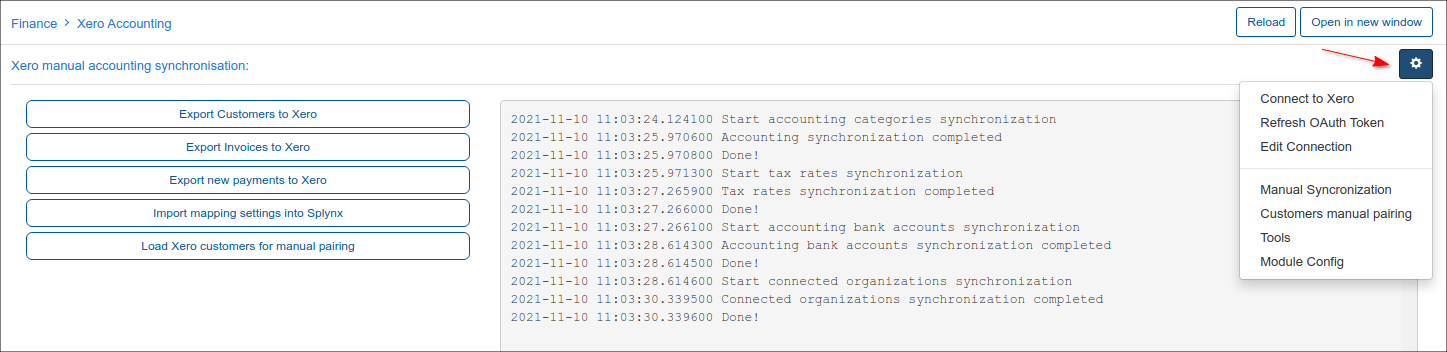 Finance > Xero Accounting
Reload
Open in new window
Xero manual accounting synchronisation:
Export Customers to Xero
Export Invoices to Xero
Export new payments to Xero
Import mapping settings into Splynx
Load Xero customers for manual pairing
2021-11-10 11:03:24.124100 Start accounting categories synchronization
2021-11-10 11:03:25.970600 Accounting synchronization completed
2021-11-10 11:03:25.970800 Done!
2021-11-10 11:03:25.971300 Start tax rates synchronization
2021-11-10 11:03:27.265900 Tax rates synchronization completed
2021-11-10 11:03:27.266000 Done!
2021-11-10 11:03:27.266100 Start accounting bank accounts synchronization
2021-11-10 11:03:28.614300 Accounting bank accounts synchronization completed
2021-11-10 11:03:28.614500 Done!
2021-11-10 11:03:28.614600 Start connected organizations synchronization
2021-11-10 11:03:30.339500 Connected organizations synchronization completed
2021-11-10 11:03:30.339600 Done!
Connect to Xero
Refresh OAuth Token
Edit Connection
Manual Syncronization
Customers manual pairing
Tools
Module Config